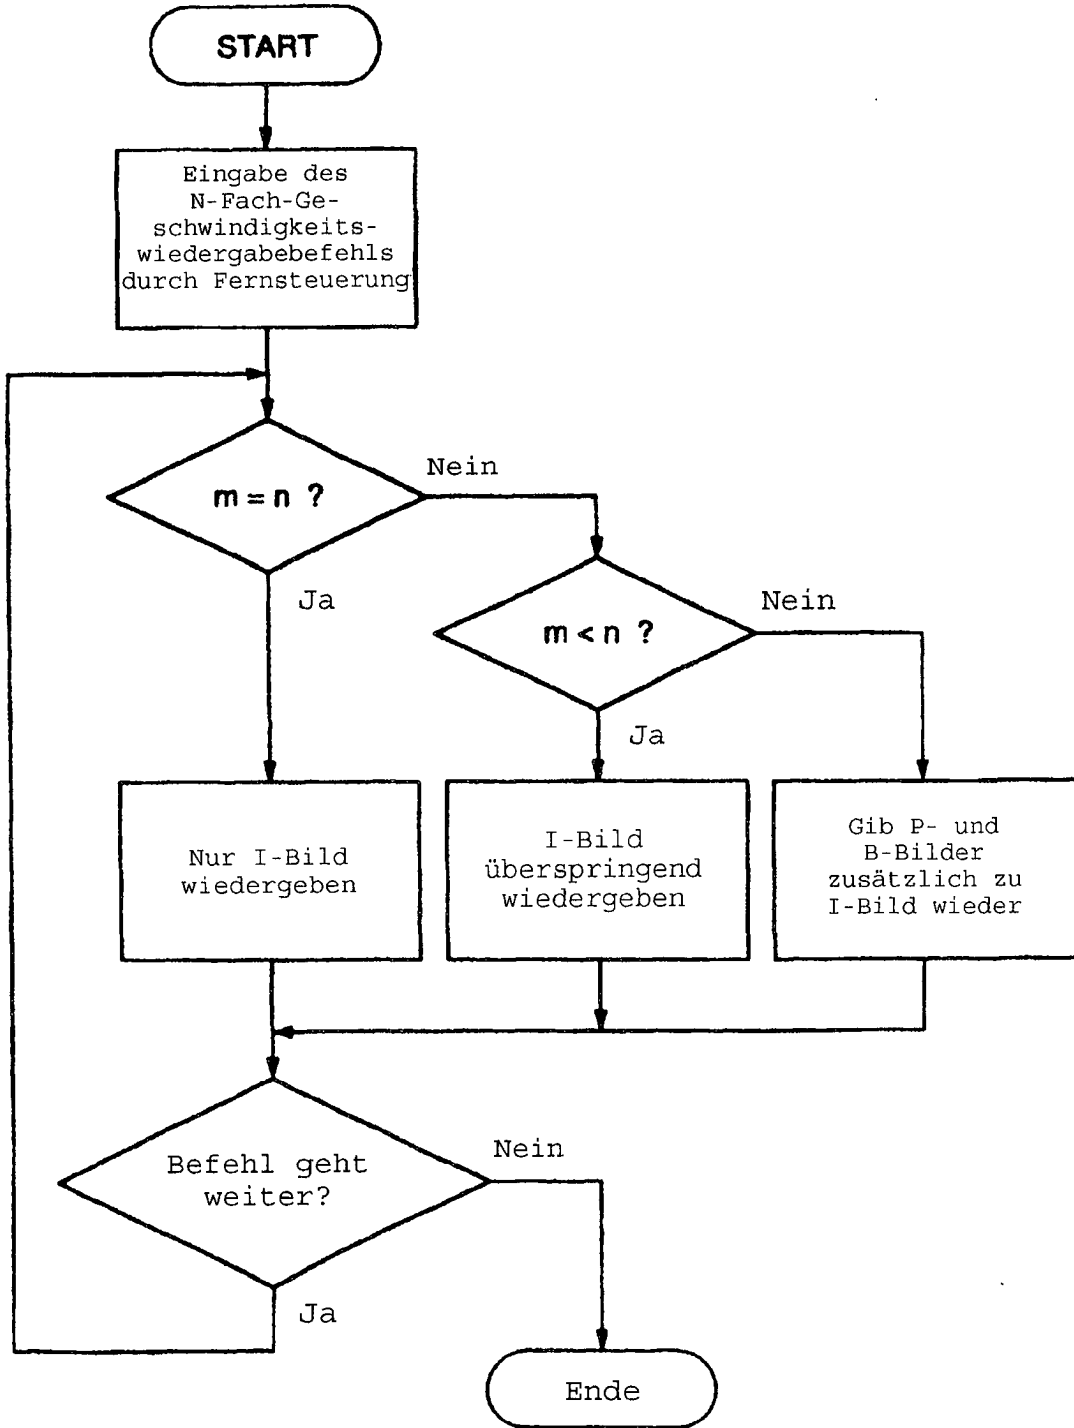 START
Eingabe des
N-Fach-Ge-
schwindigkeits-
wiedergabebefehls
durch Fernsteuerung
m = n ?
Nein
Ja
m < n ?
Nein
Ja
Nur I-Bild
wiedergeben
I-Bild
überspringend
wiedergeben
Gib P- und
B-Bilder
zusätzlich zu
I-Bild wieder
Befehl geht
weiter?
Nein
Ja
Ende